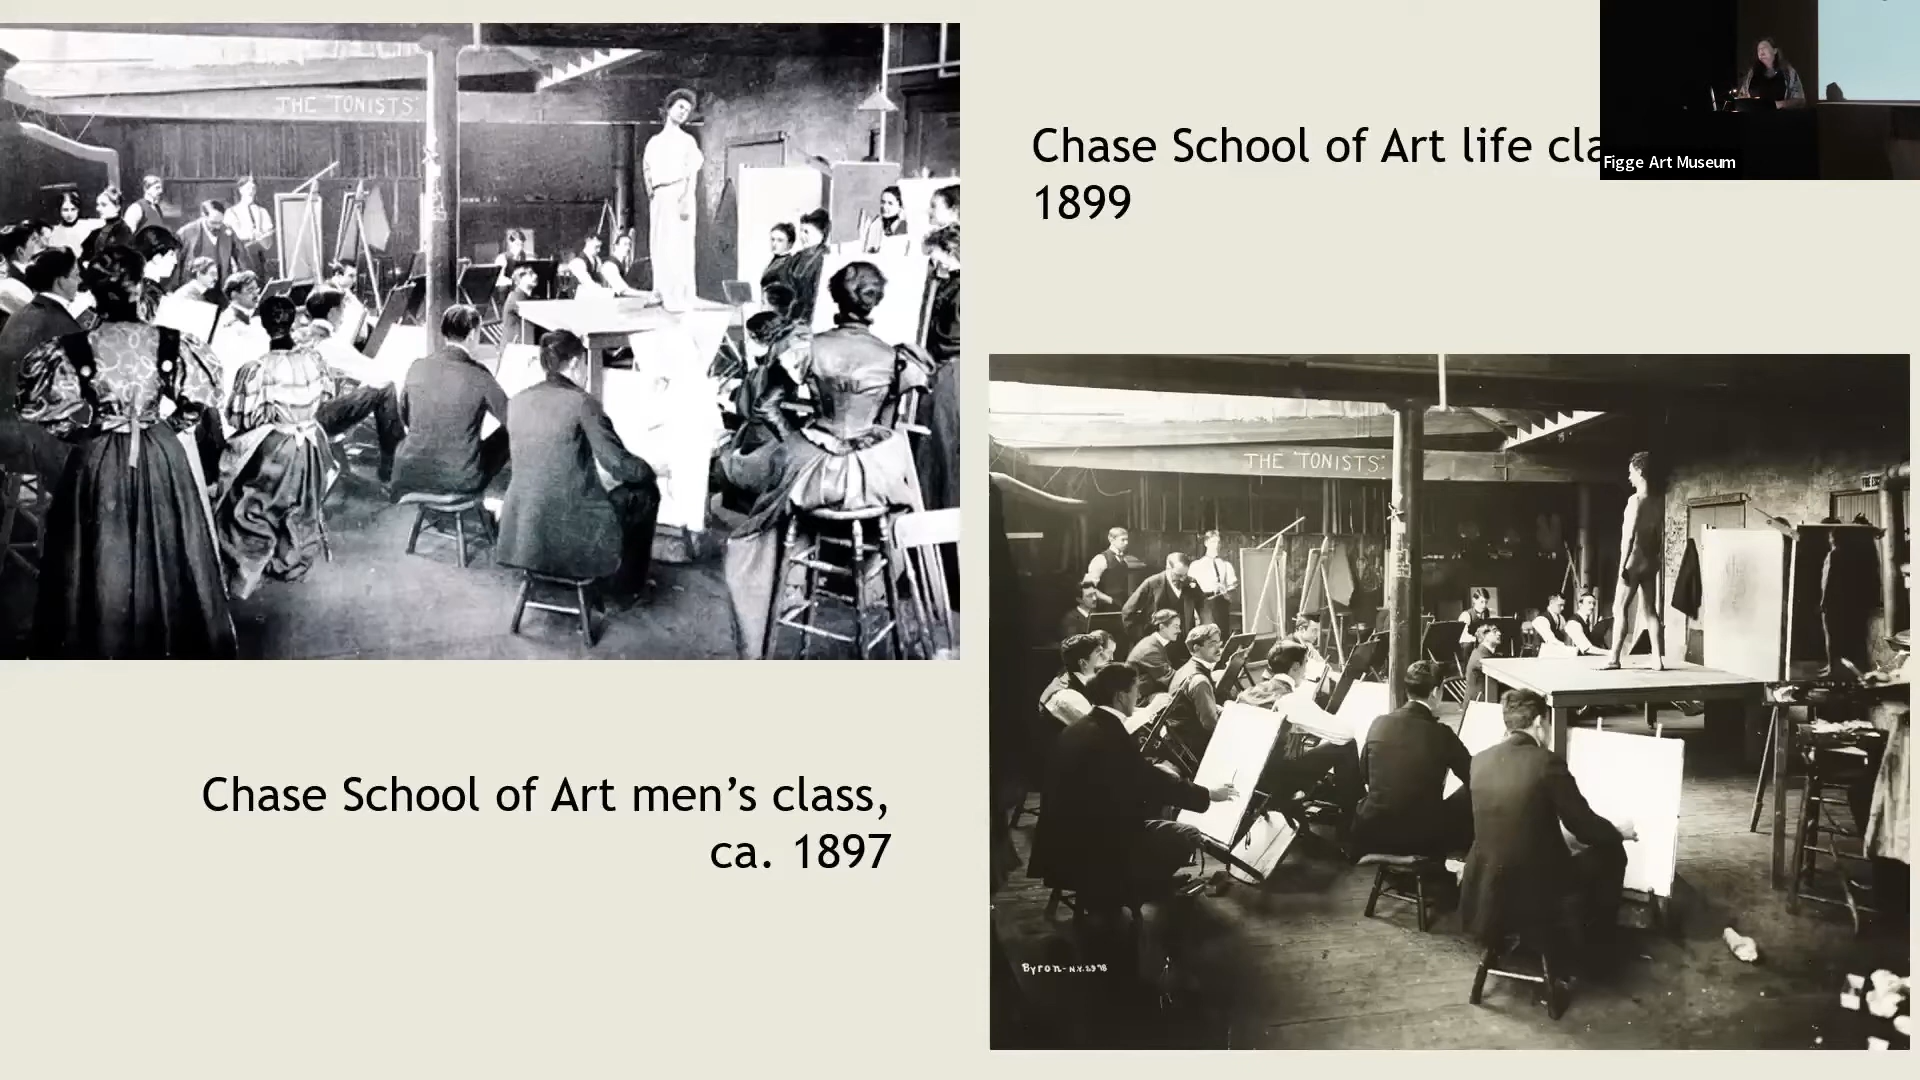 THE 'TONISTS'
Chase School of Art life cla
1899
Figge Art Museum
THE 'TONISTS'
Chase School of Art men’s class,
ca. 1897
Byron-N.Y.